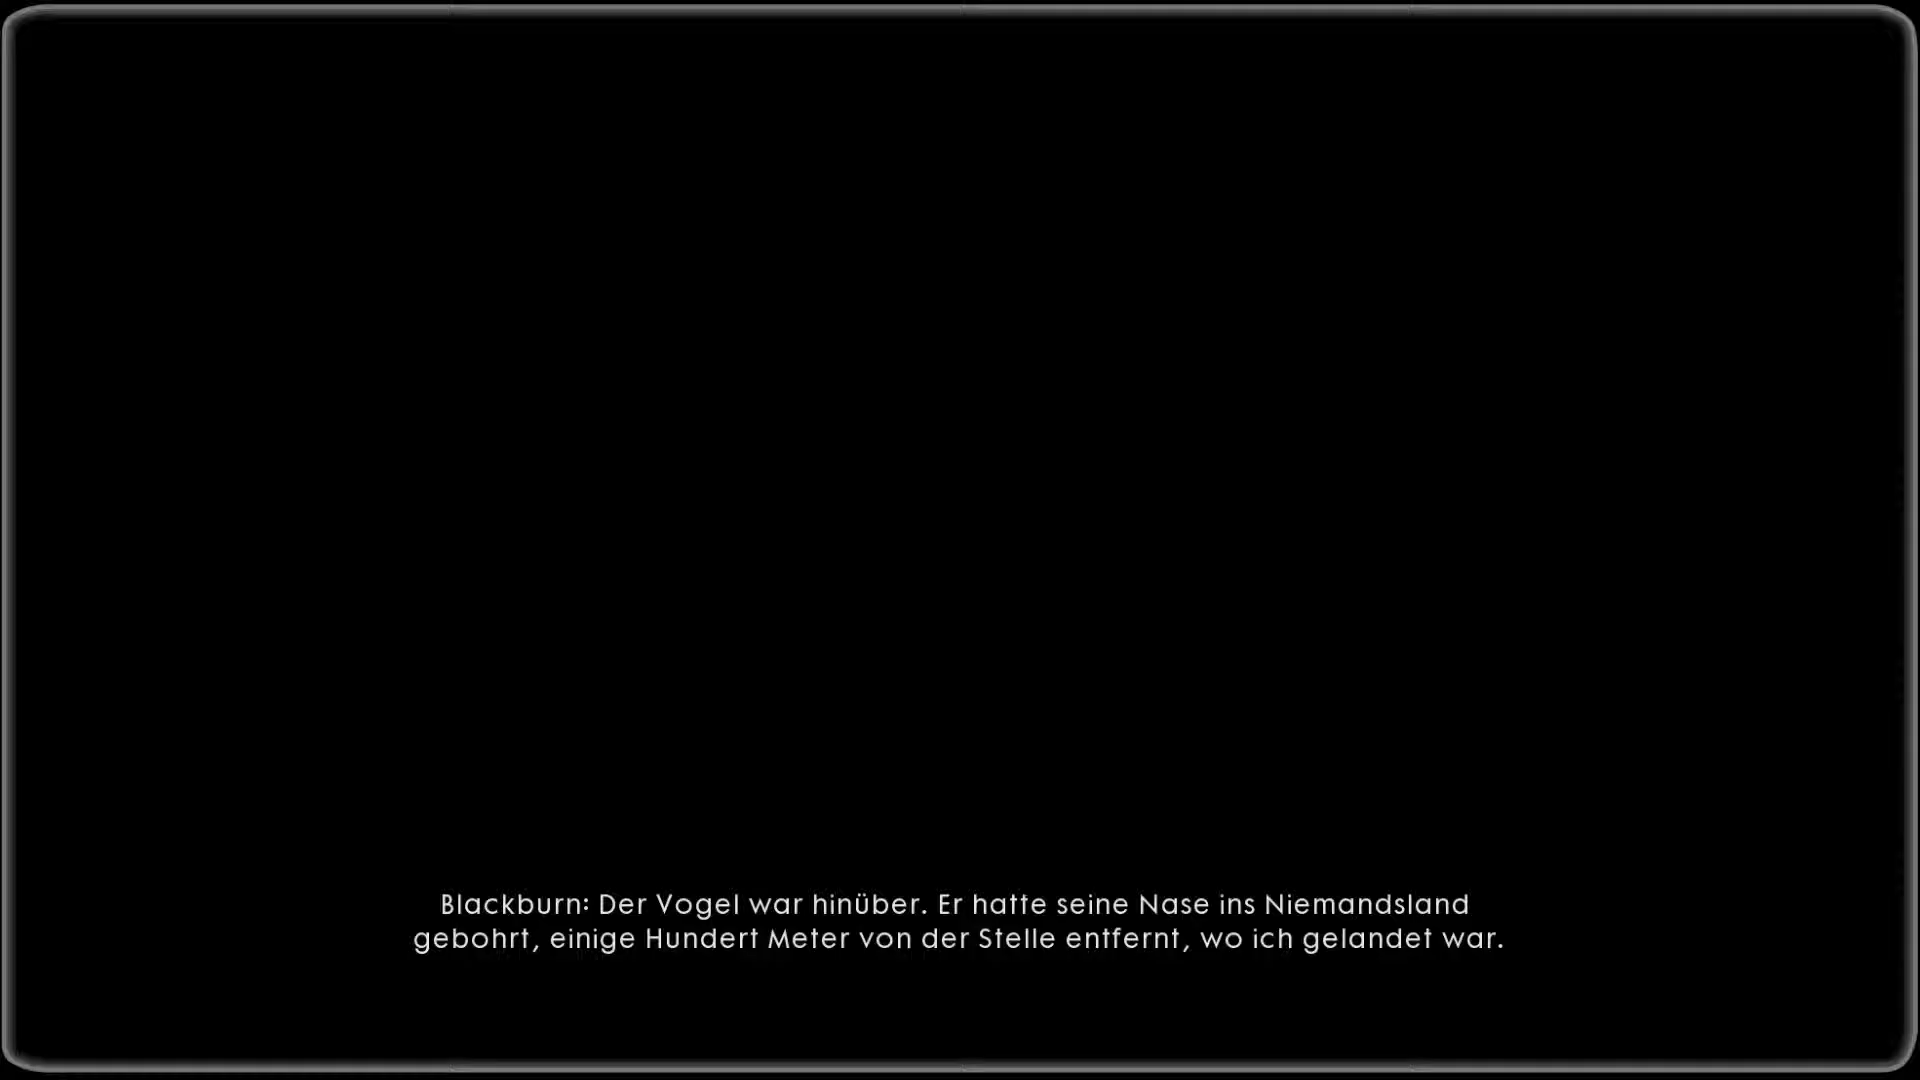 Blackburn: Der Vogel war hinüber. Er hatte seine Nase ins Niemandsland
gebohrt, einige Hundert Meter von der Stelle entfernt, wo ich gelandet war.